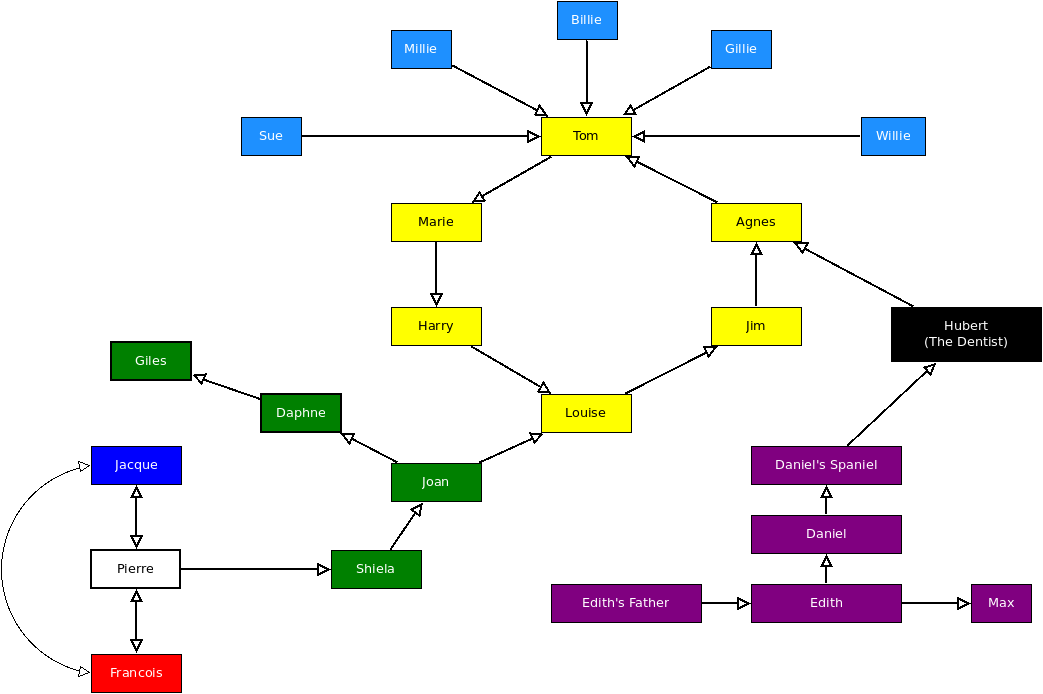 Billie
Millie
Gillie
Sue
Tom
Willie
Marie
Agnes
Harry
Jim
Hubert
(The Dentist)
Giles
Daphne
Louise
Jacque
Joan
Daniel's Spaniel
Daniel
Pierre
Shiela
Edith's Father
Edith
Max
Francois